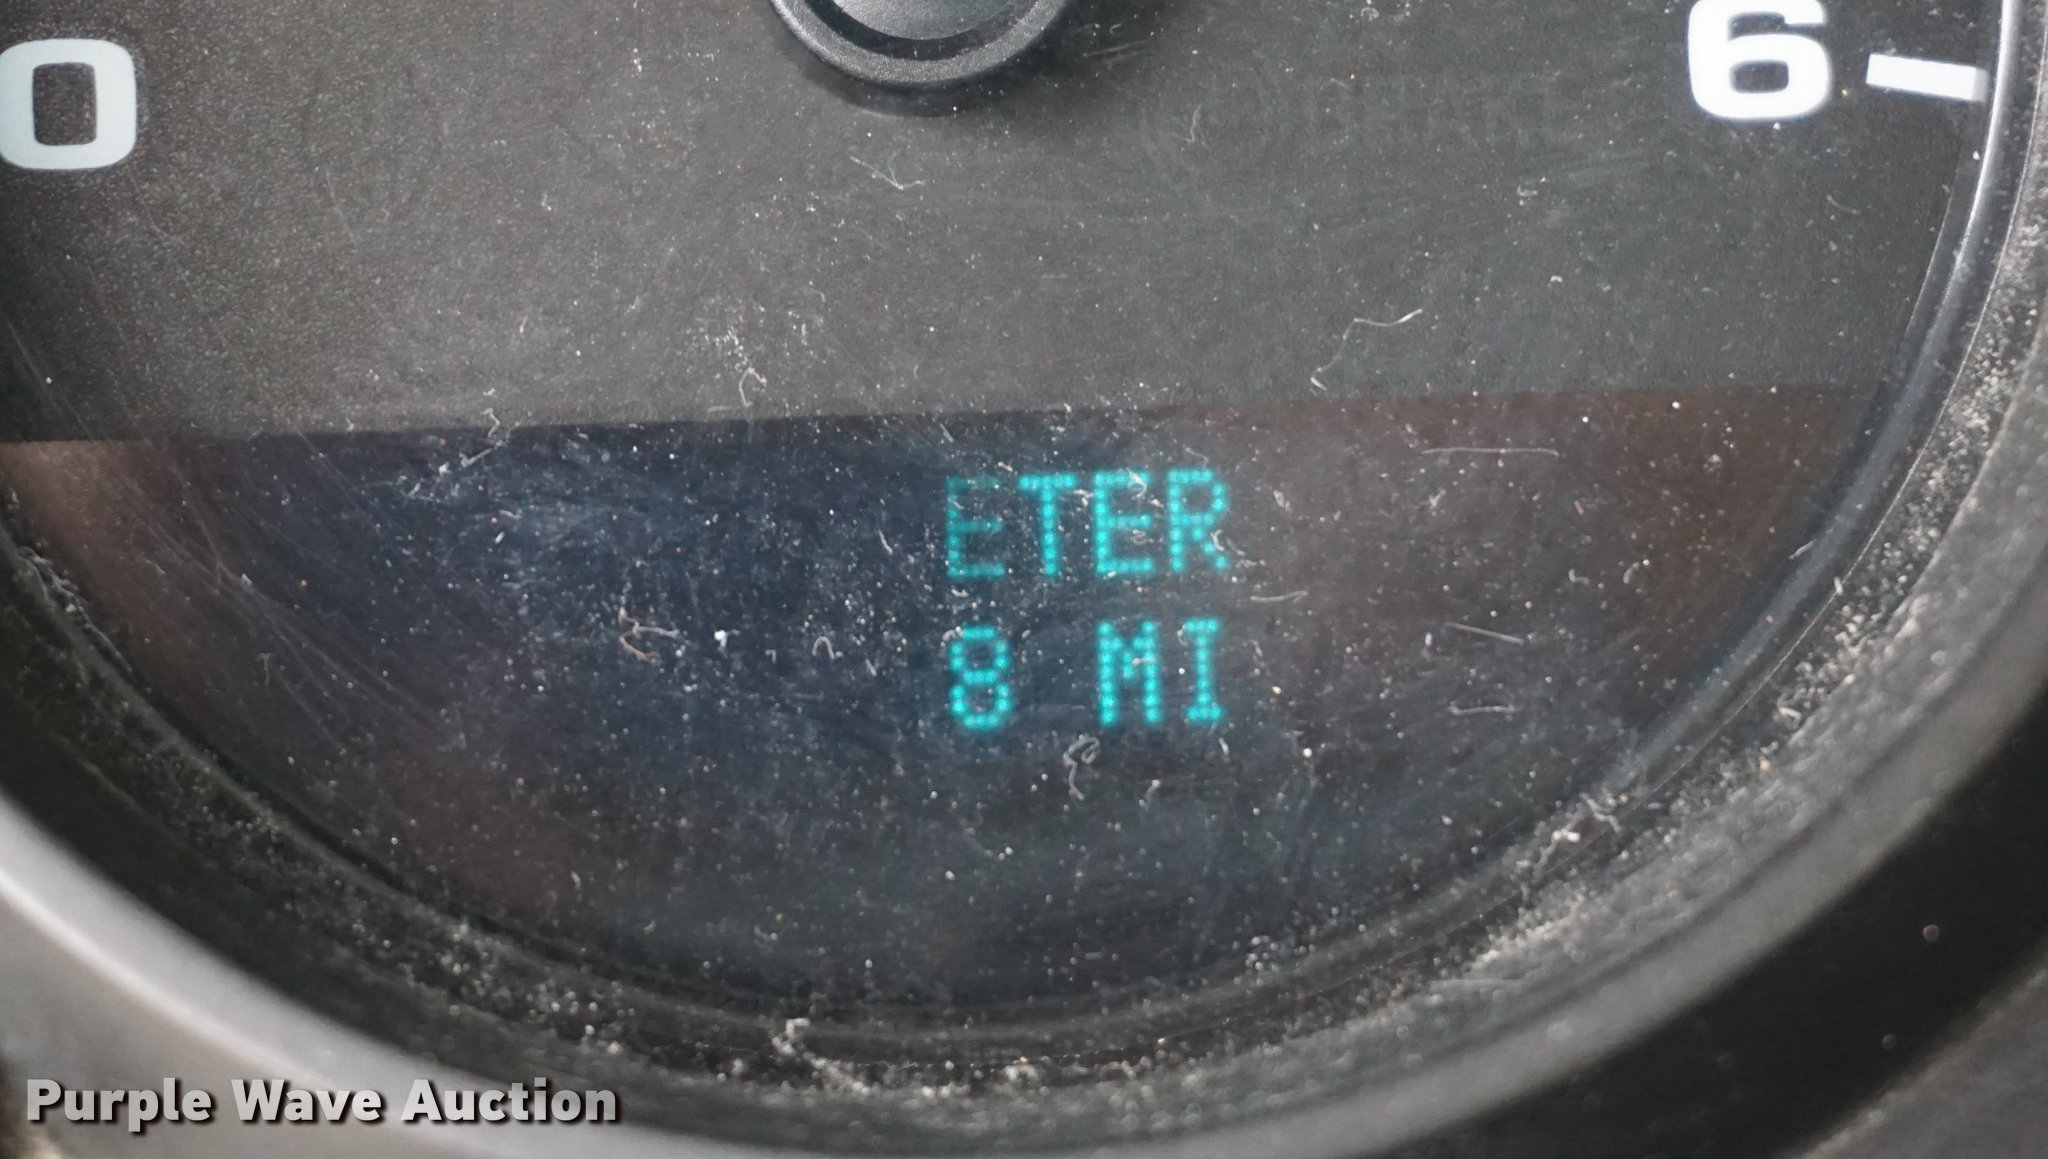 0
6
ETER
8 MI
Purple Wave Auction